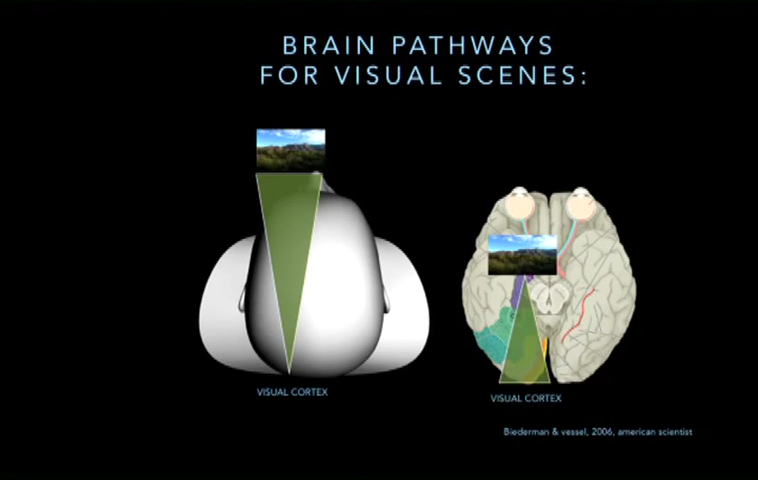 BRAIN PATHWAYS
FOR VISUAL SCENES:
VISUAL CORTEX
VISUAL CORTEX
Biederman & vessel, 2006, american scientist